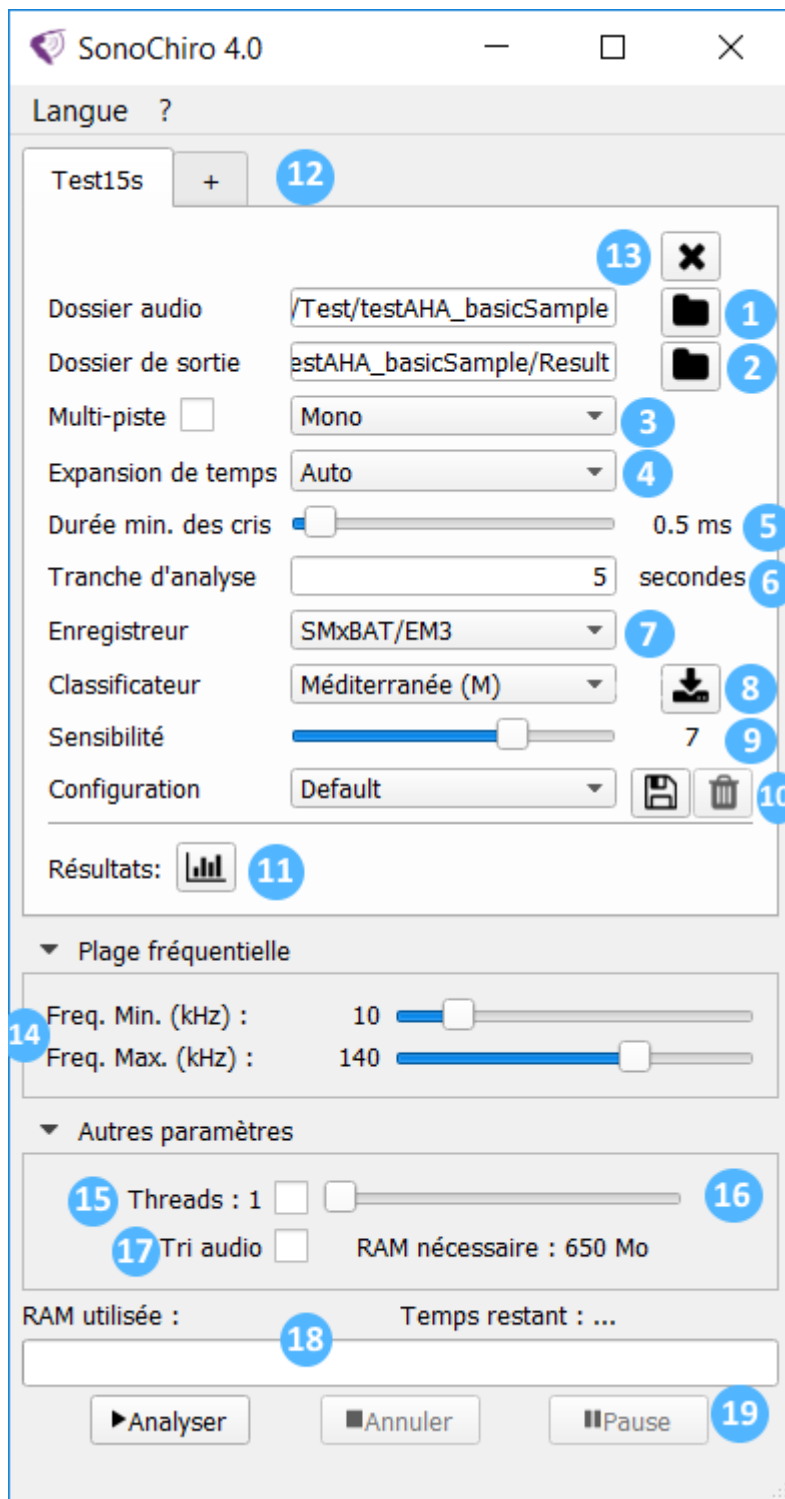 SonoChiro 4.0
Langue ?
Test15s + 12
13
Dossier audio /Test/testAHA_basicSample 1
Dossier de sortie estAHA_basicSample/Result 2
Multi-piste Mono 3
Expansion de temps Auto 4
Durée min. des cris 0.5 ms 5
Tranche d'analyse 5 secondes 6
Enregistreur SMxBAT/EM3 7
Classificateur Méditerranée (M) 8
Sensibilité 7 9
Configuration Default 10
Résultats: 11
Plage fréquentielle
14
Freq. Min. (kHz) : 10
Freq. Max. (kHz) : 140
Autres paramètres
15 Threads : 1 16
17 Tri audio RAM nécessaire : 650 Mo
RAM utilisée : Temps restant : ...
18
Analyser Annuler Pause 19